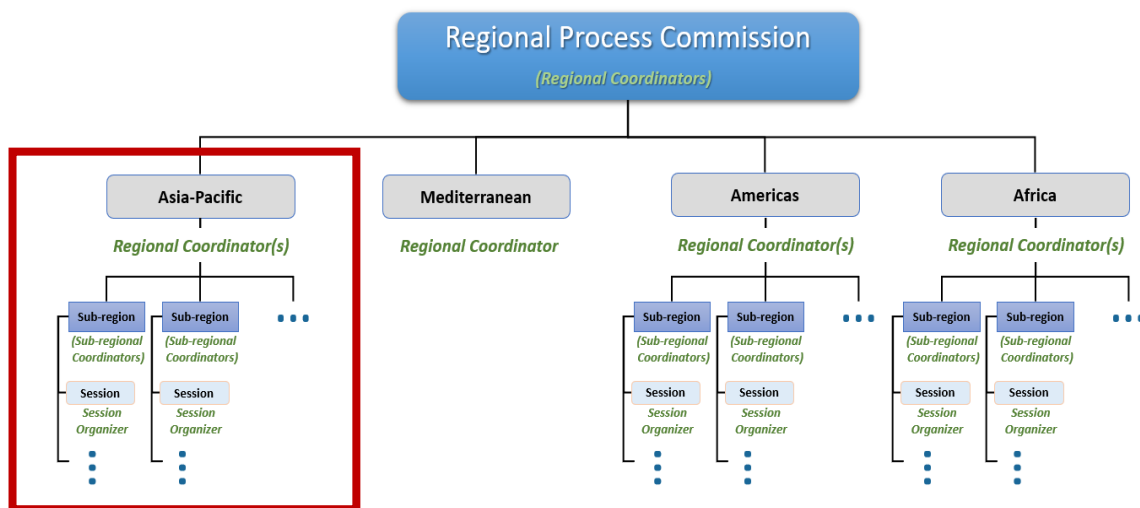 Regional Process Commission
(Regional Coordinators)
Asia-Pacific
Mediterranean
Americas
Africa
Regional Coordinator(s)
Regional Coordinator
Regional Coordinator(s)
Regional Coordinator(s)
Sub-region
Sub-region
Sub-region
Sub-region
Sub-region
Sub-region
(Sub-regional
Coordinators)
(Sub-regional
Coordinators)
(Sub-regional
Coordinators)
(Sub-regional
Coordinators)
(Sub-regional
Coordinators)
(Sub-regional
Coordinators)
Session
Session
Session
Session
Session
Session
Session
Organizer
Session
Organizer
Session
Organizer
Session
Organizer
Session
Organizer
Session
Organizer